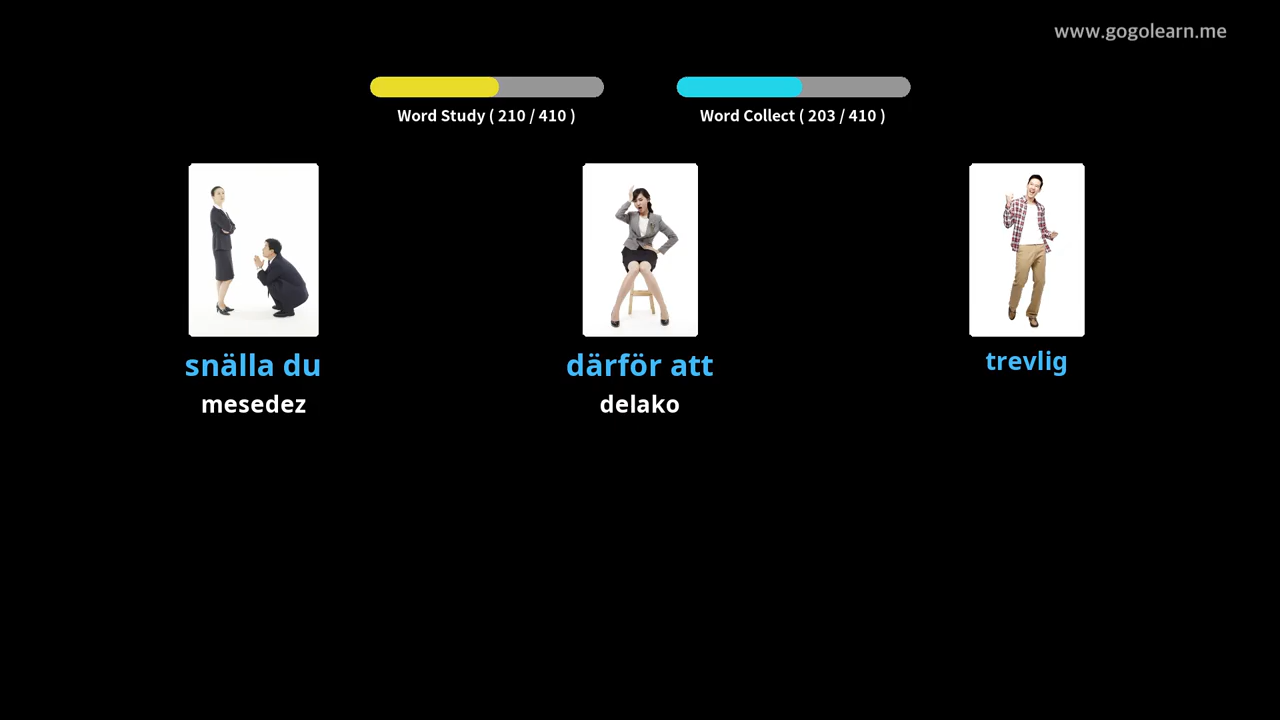 www.gogolearn.me
Word Study ( 210 / 410 )
Word Collect ( 203 / 410 )
snälla du
mesedez
därför att
delako
trevlig